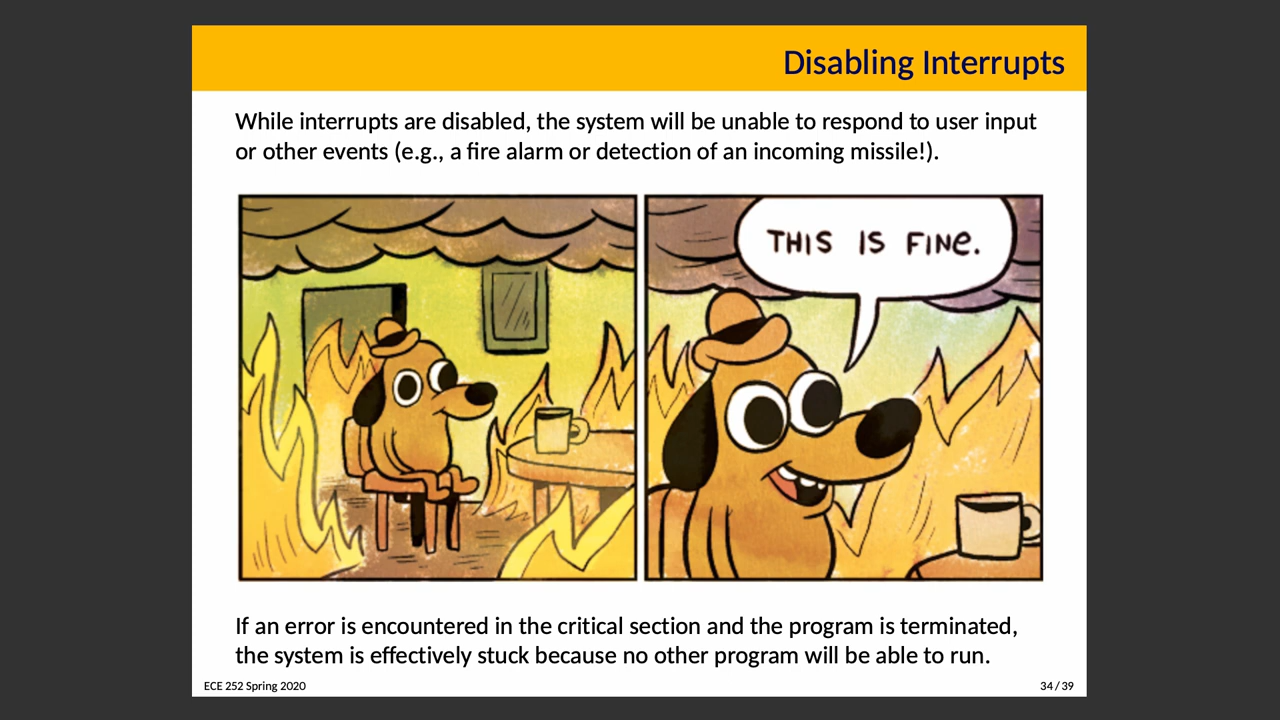 Disabling Interrupts
While interrupts are disabled, the system will be unable to respond to user input
or other events (e.g., a fire alarm or detection of an incoming missile!).
THIS IS FINe.
If an error is encountered in the critical section and the program is terminated,
the system is effectively stuck because no other program will be able to run.
ECE 252 Spring 2020
34 / 39